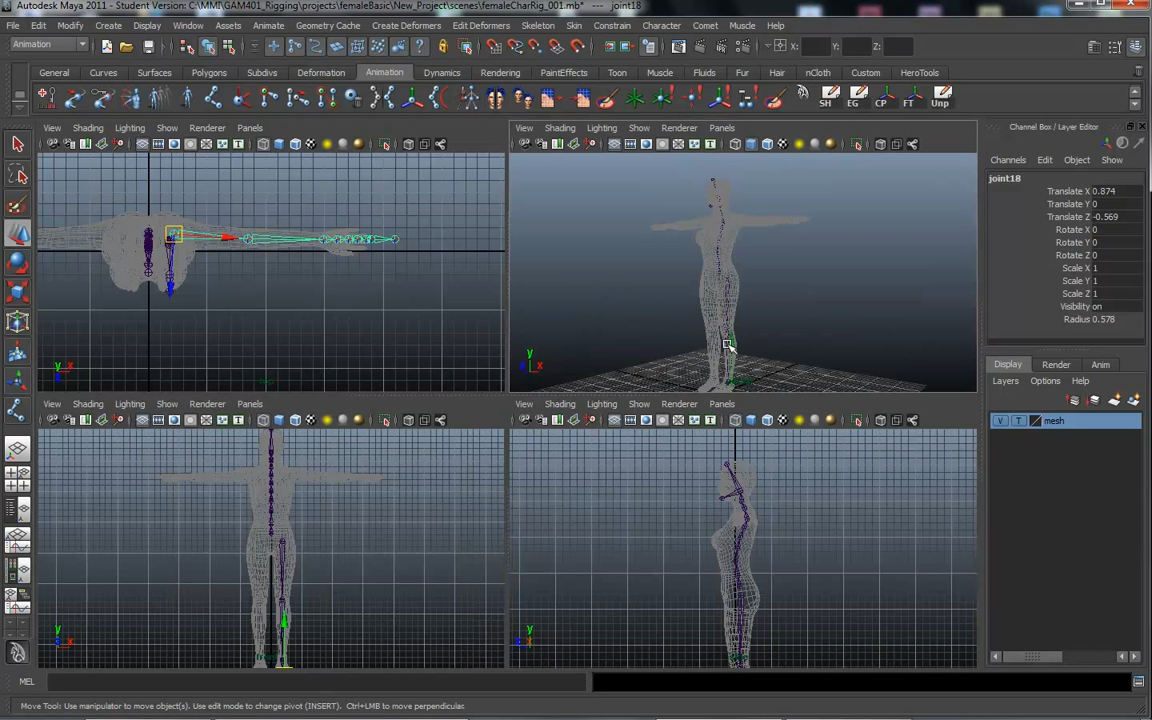 Autodesk Maya 2011 - Student Version: C:\MMI\GAM401_Rigging\projects\femaleBasic\New_Project\scenes\femaleCharRig_001.mb* --- joint18
File Edit Modify Create Display Window Assets Animate Geometry Cache Create Deformers Edit Deformers Skeleton Skin Constrain Character Comet Muscle Help
Animation X: Y: Z:
General Curves Surfaces Polygons Subdivs Deformation Animation Dynamics Rendering PaintEffects Toon Muscle Fluids Fur Hair nCloth Custom HeroTools
SH EG CP FT Unp
View Shading Lighting Show Renderer Panels
View Shading Lighting Show Renderer Panels
Channel Box / Layer Editor
Channels Edit Object Show
joint18
Translate X 0.874
Translate Y 0
Translate Z -0.569
Rotate X 0
Rotate Y 0
Rotate Z 0
Scale X 1
Scale Y 1
Scale Z 1
Visibility on
Radius 0.578
y x
y x
Display Render Anim
Layers Options Help
V T mesh
View Shading Lighting Show Renderer Panels
View Shading Lighting Show Renderer Panels
y x
y
MEL
Move Tool: Use manipulator to move object(s). Use edit mode to change pivot (INSERT). Ctrl+LMB to move perpendicular.